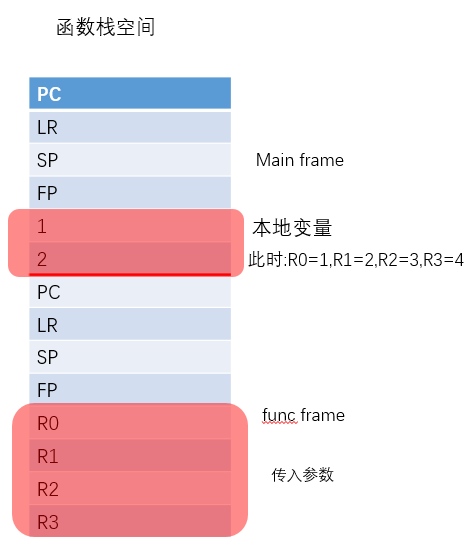 函数栈空间
PC
LR
SP
Main frame
FP
1
本地变量
2
此时:R0=1,R1=2,R2=3,R3=4
PC
LR
SP
FP
func frame
R0
R1
传入参数
R2
R3